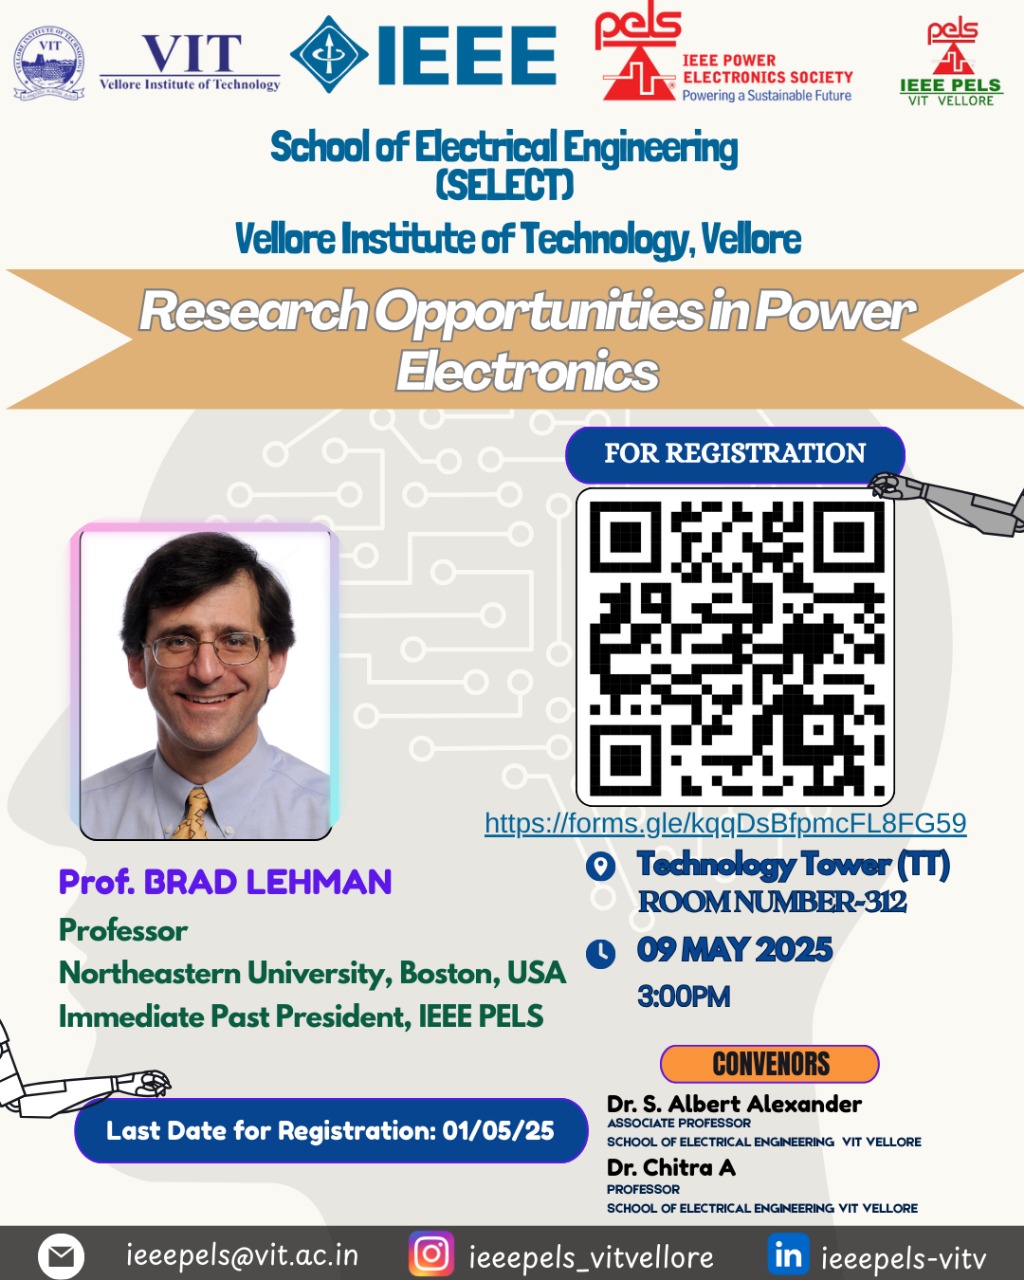 VIT
VIT
Vellore Institute of Technology
IEEE
pels
IEEE POWER
ELECTRONICS SOCIETY
Powering a Sustainable Future
pels
IEEE PELS
VIT VELLORE
School of Electrical Engineering
(SELECT)
Vellore Institute of Technology, Vellore
Research Opportunities in Power
Electronics
FOR REGISTRATION
https://forms.gle/kqqDsBfpmcFL8FG59
Technology Tower (TT)
ROOM NUMBER-312
09 MAY 2025
3:00PM
Prof. BRAD LEHMAN
Professor
Northeastern University, Boston, USA
Immediate Past President, IEEE PELS
Last Date for Registration: 01/05/25
CONVENORS
Dr. S. Albert Alexander
ASSOCIATE PROFESSOR
SCHOOL OF ELECTRICAL ENGINEERING VIT VELLORE
Dr. Chitra A
PROFESSOR
SCHOOL OF ELECTRICAL ENGINEERING VIT VELLORE
ieeepels@vit.ac.in
ieeepels_vitvellore
in
ieeepels-vitv